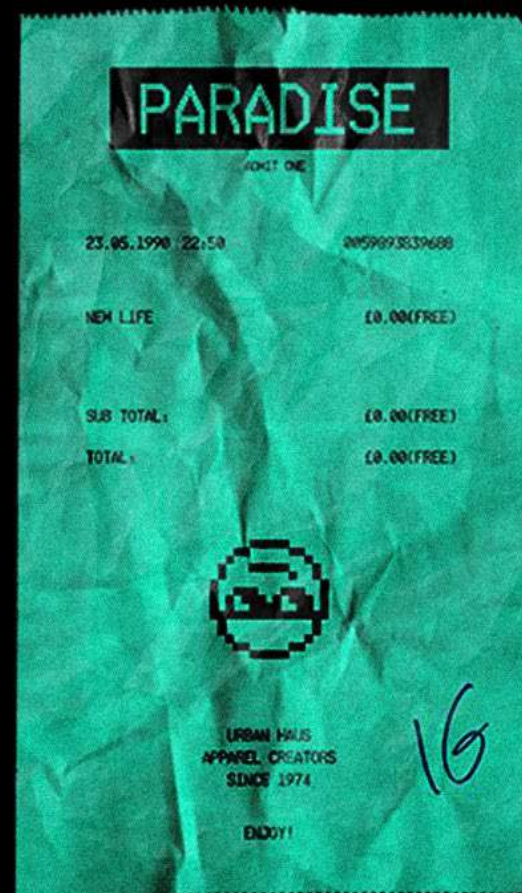 PARADISE
ADMIT ONE
23.05.1990 22:50 0059893839688
NEW LIFE £0.00(FREE)
SUB TOTAL: £0.00(FREE)
TOTAL: £0.00(FREE)
URBAN HAUS
APPAREL CREATORS
SINCE 1974
16
ENJOY!